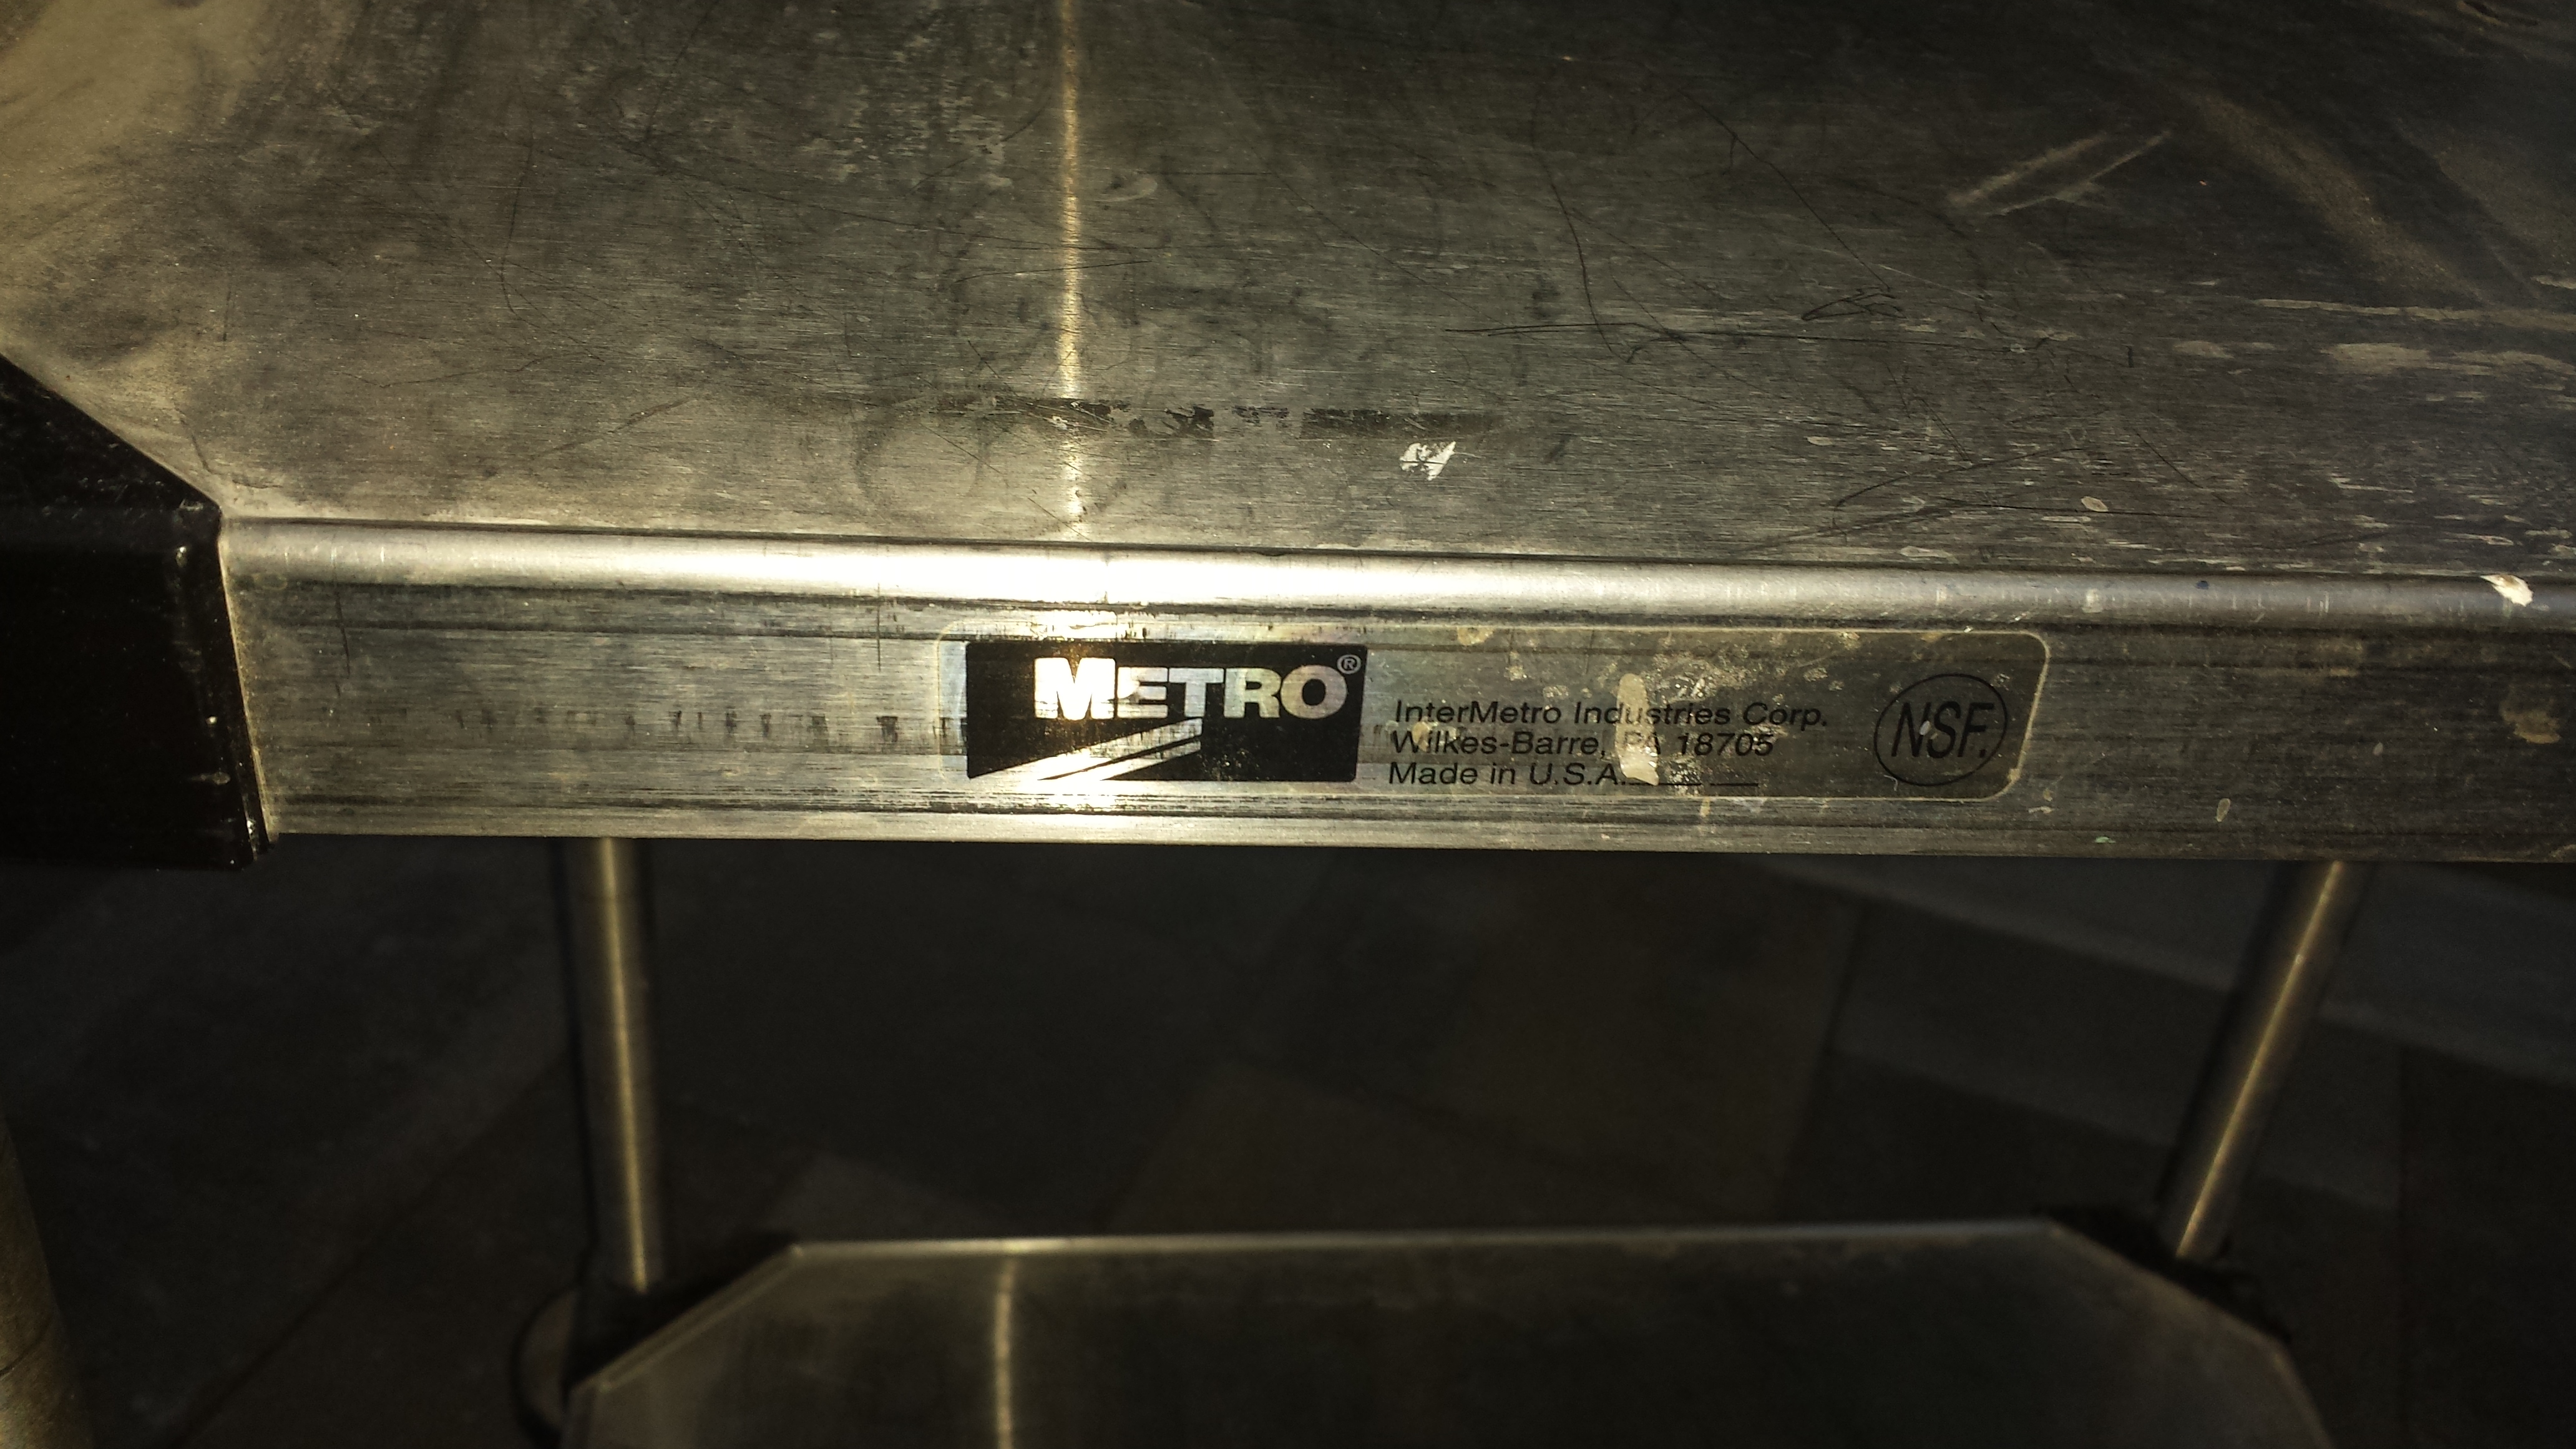 METRO®
InterMetro Industries Corp.
Wilkes-Barre, PA 18705
Made in U.S.A.
NSF.